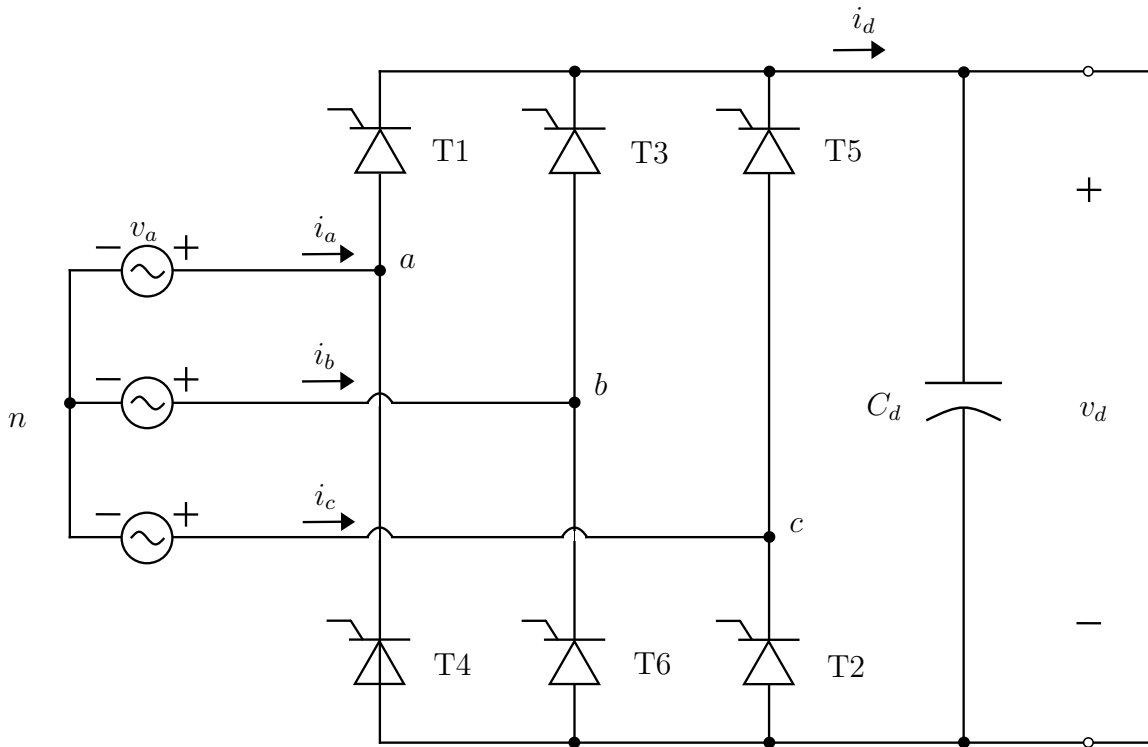 i_d
T1
T3
T5
+
− v_a +
i_a
a
− +
i_b
b
n
C_d
v_d
− +
i_c
c
−
T4
T6
T2